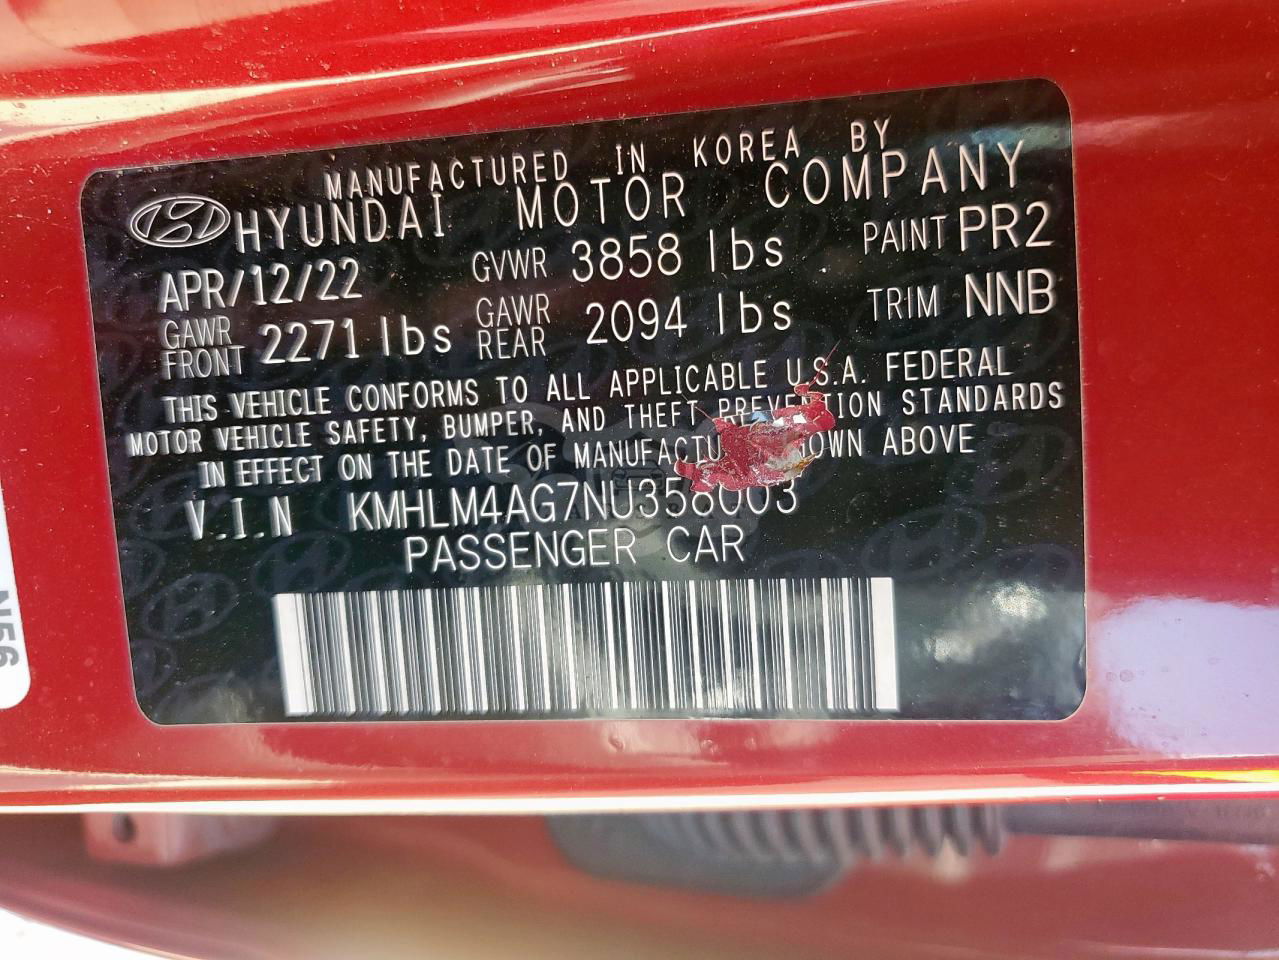 MANUFACTURED IN KOREA BY
HYUNDAI MOTOR COMPANY
APR/12/22 GVWR 3858 lbs PAINT PR2
GAWR FRONT 2271 lbs GAWR REAR 2094 lbs TRIM NNB
THIS VEHICLE CONFORMS TO ALL APPLICABLE U.S.A. FEDERAL
MOTOR VEHICLE SAFETY, BUMPER, AND THEFT PREVENTION STANDARDS
IN EFFECT ON THE DATE OF ABOVE
V.I.N KMHLM4AG7NU358003
PASSENGER CAR
N56